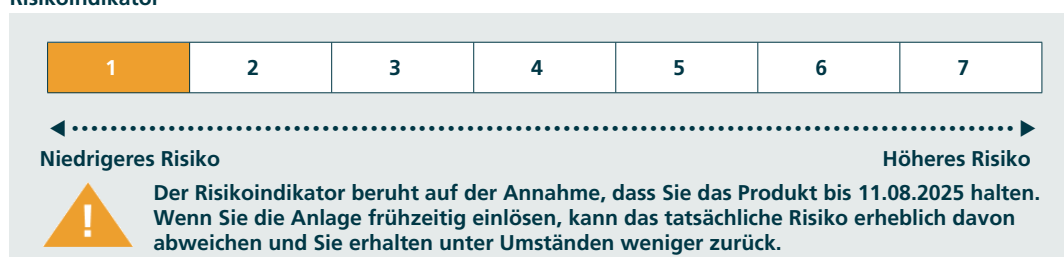 Risikoindikator
1 2 3 4 5 6 7
Niedrigeres Risiko Höheres Risiko
! Der Risikoindikator beruht auf der Annahme, dass Sie das Produkt bis 11.08.2025 halten.
Wenn Sie die Anlage frühzeitig einlösen, kann das tatsächliche Risiko erheblich davon
abweichen und Sie erhalten unter Umständen weniger zurück.